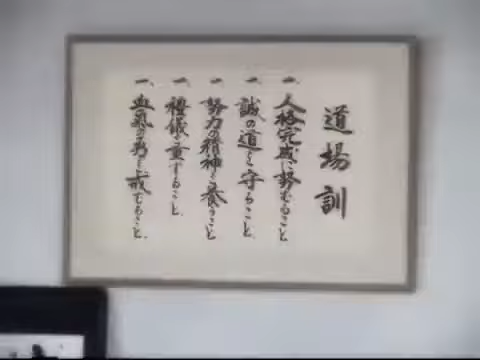 道場訓
一、人格完成に努むること
一、誠の道を守ること
一、努力の精神を養うこと
一、禮儀を重ずること
一、血氣の勇を戒むること